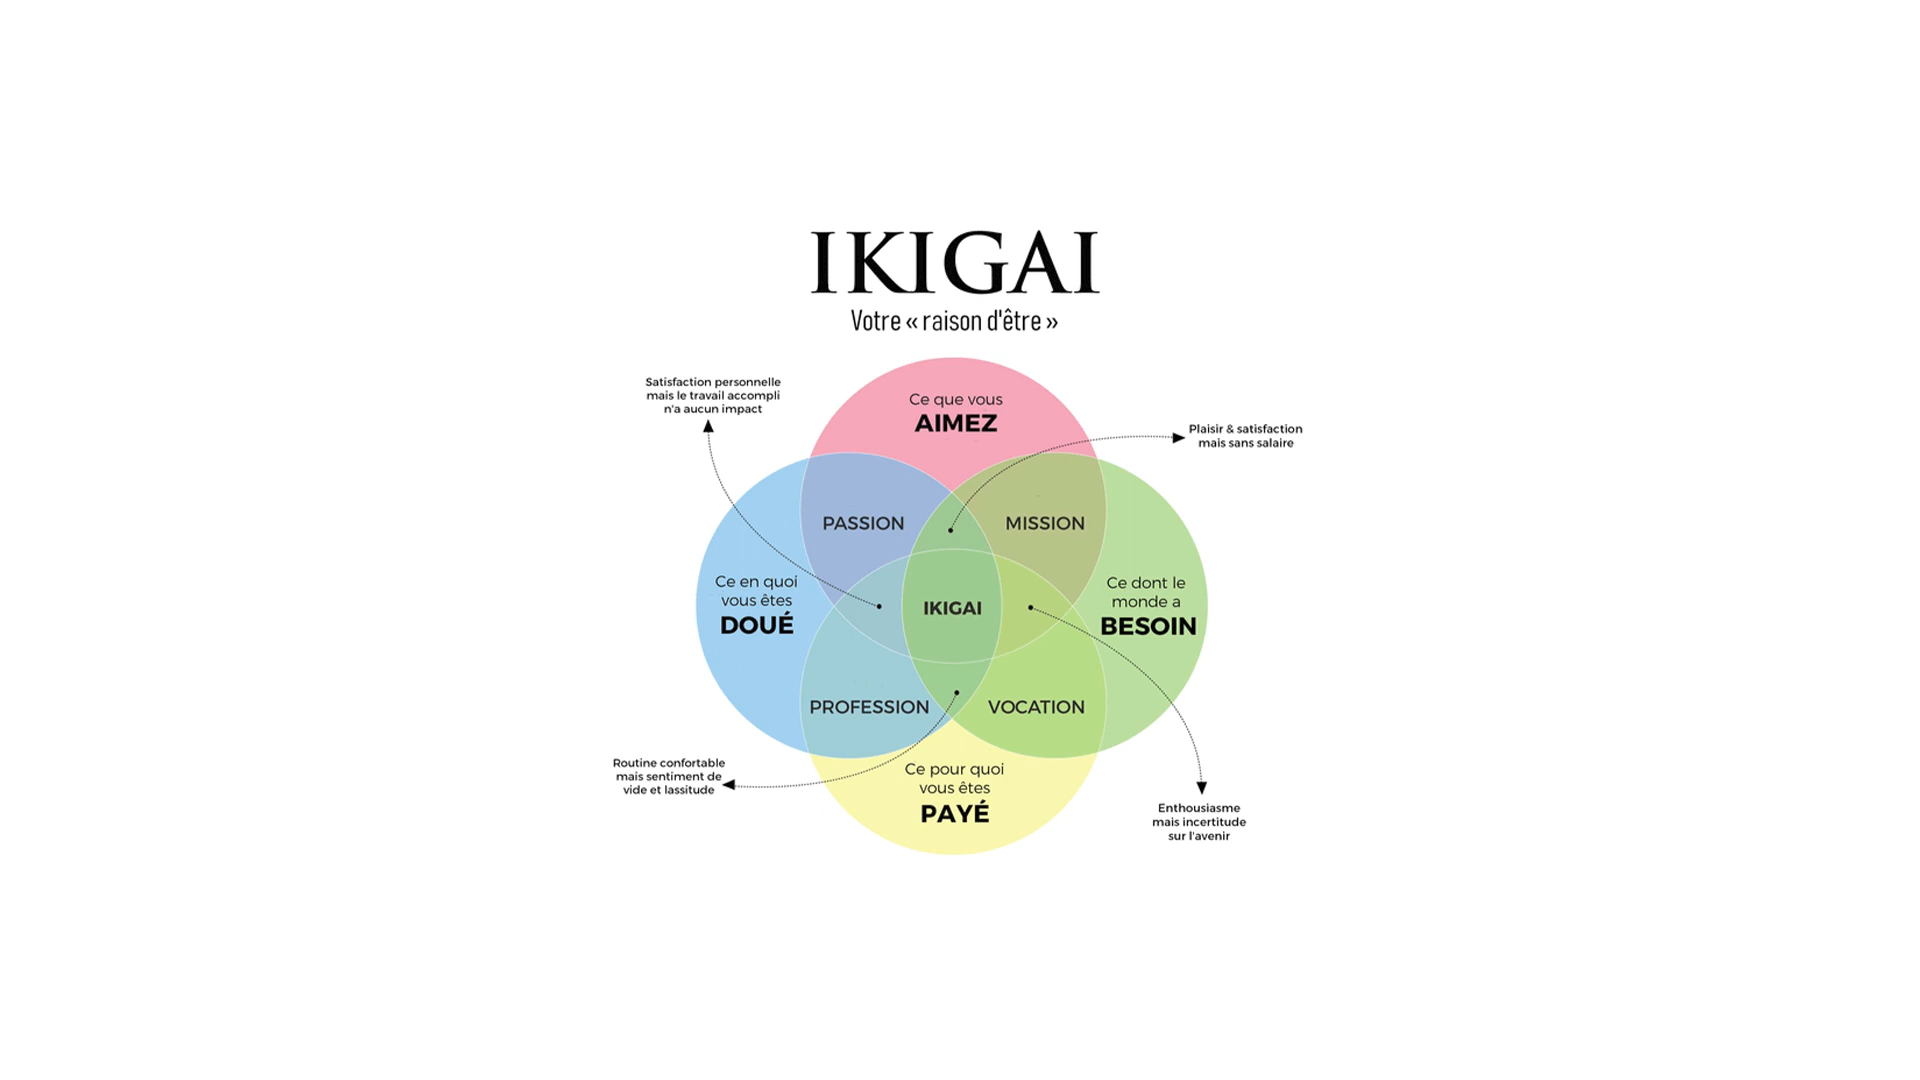 IKIGAI
Votre « raison d'être »
Satisfaction personnelle
mais le travail accompli
n'a aucun impact
Ce que vous
AIMEZ
Plaisir & satisfaction
mais sans salaire
PASSION
MISSION
Ce en quoi
vous êtes
DOUÉ
IKIGAI
Ce dont le
monde a
BESOIN
PROFESSION
VOCATION
Routine confortable
mais sentiment de
vide et lassitude
Ce pour quoi
vous êtes
PAYÉ
Enthousiasme
mais incertitude
sur l'avenir